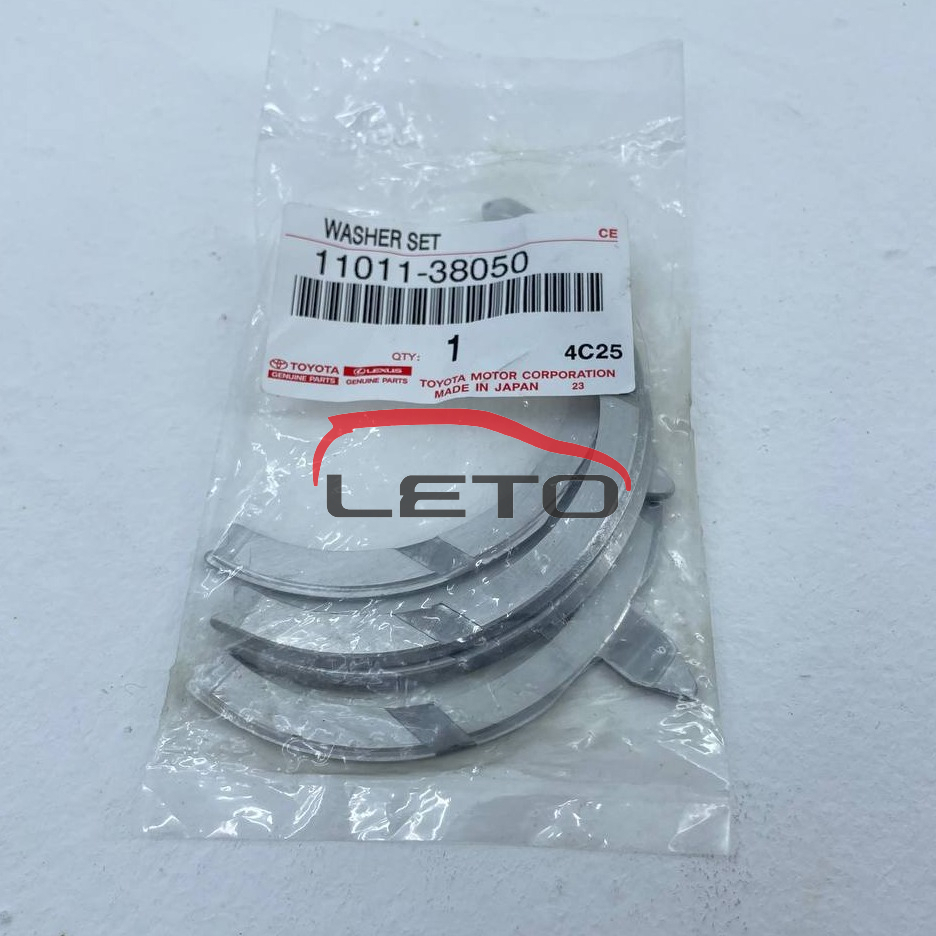 WASHER SET
CE
11011-38050
QTY: 1
4C25
TOYOTA
GENUINE PARTS
LEXUS
GENUINE PARTS
TOYOTA MOTOR CORPORATION
MADE IN JAPAN 23
LETO